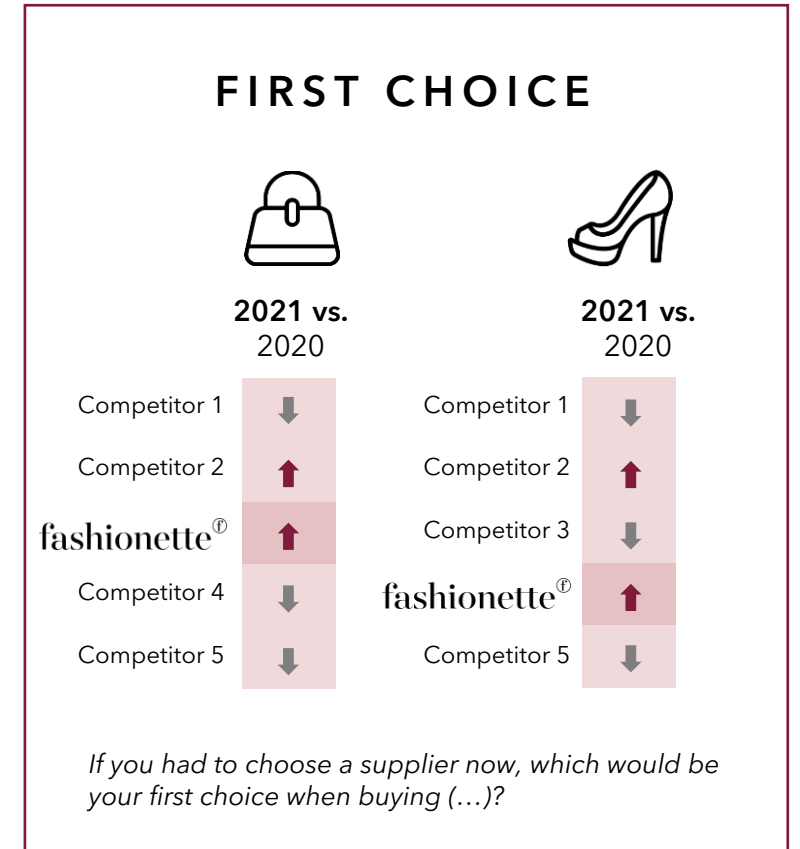 FIRST CHOICE
2021 vs.
2020
Competitor 1
Competitor 2
fashionette ⓕ
Competitor 4
Competitor 5
2021 vs.
2020
Competitor 1
Competitor 2
Competitor 3
fashionette ⓕ
Competitor 5
If you had to choose a supplier now, which would be
your first choice when buying (…)?